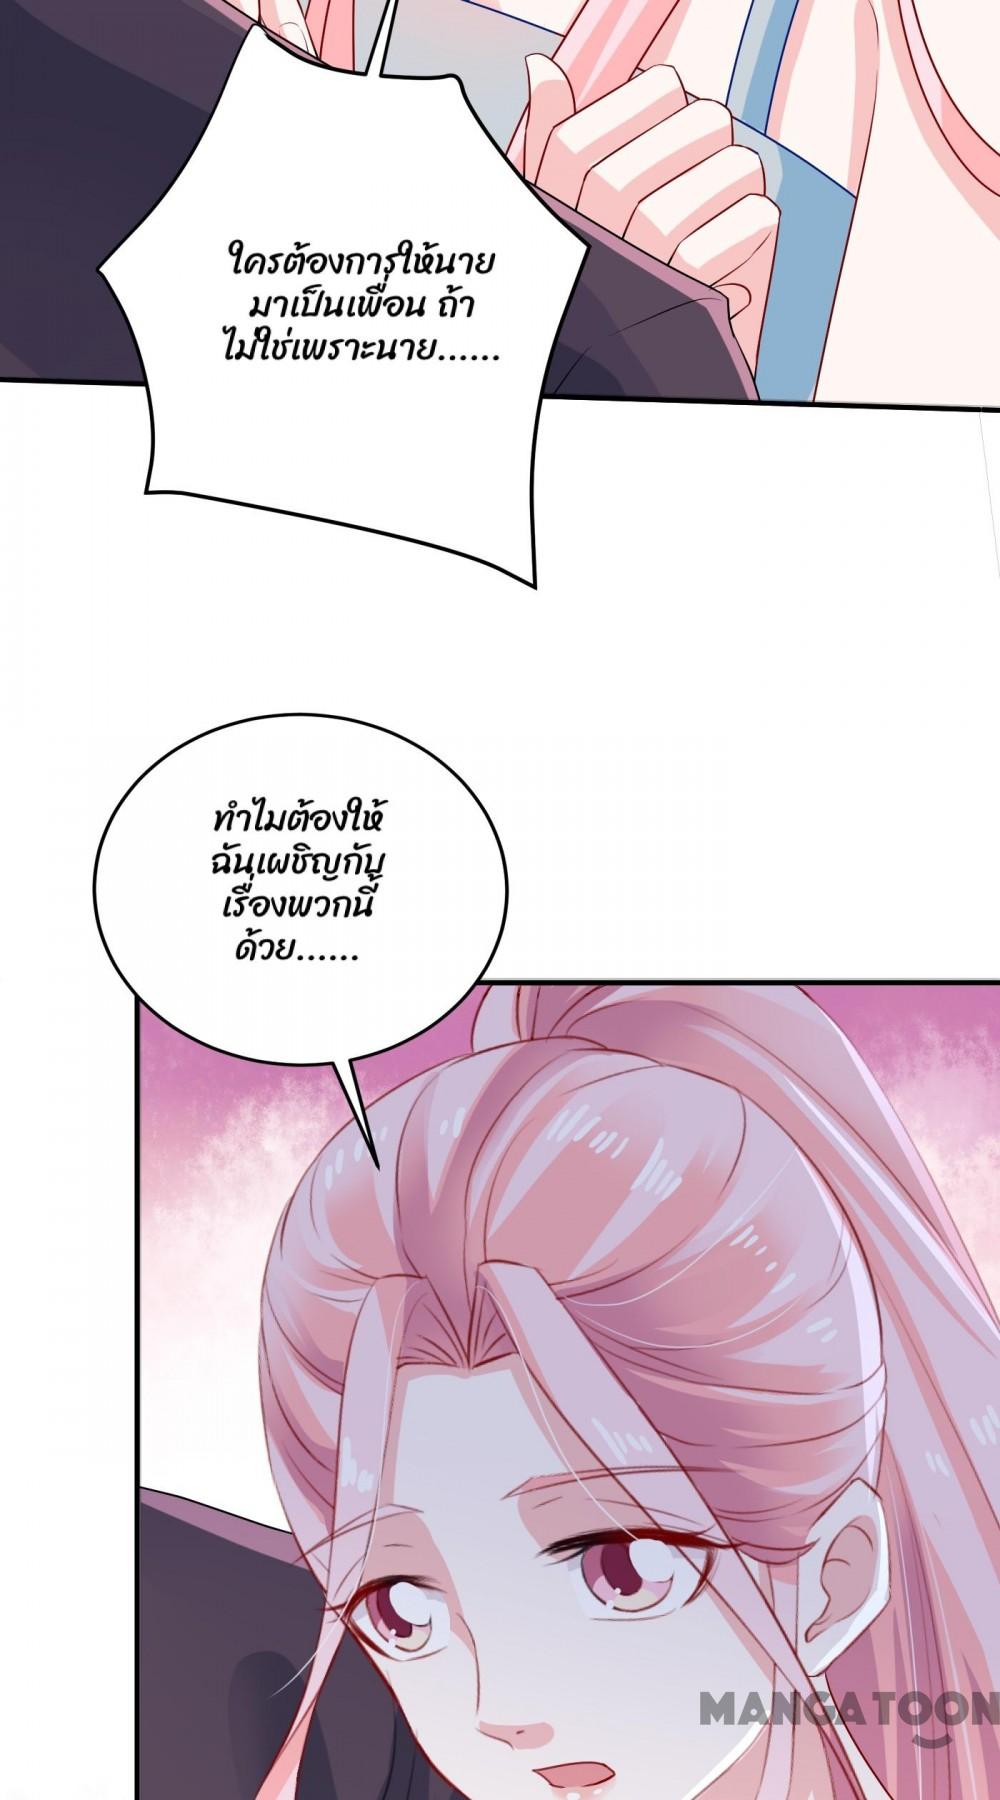 ใครต้องการให้นาย
มาเป็นเพื่อน ถ้า
ไม่ใช่เพราะนาย......
ทำไมต้องให้
ฉันเผชิญกับ
เรื่องพวกนี้
ด้วย......
MANGATOON